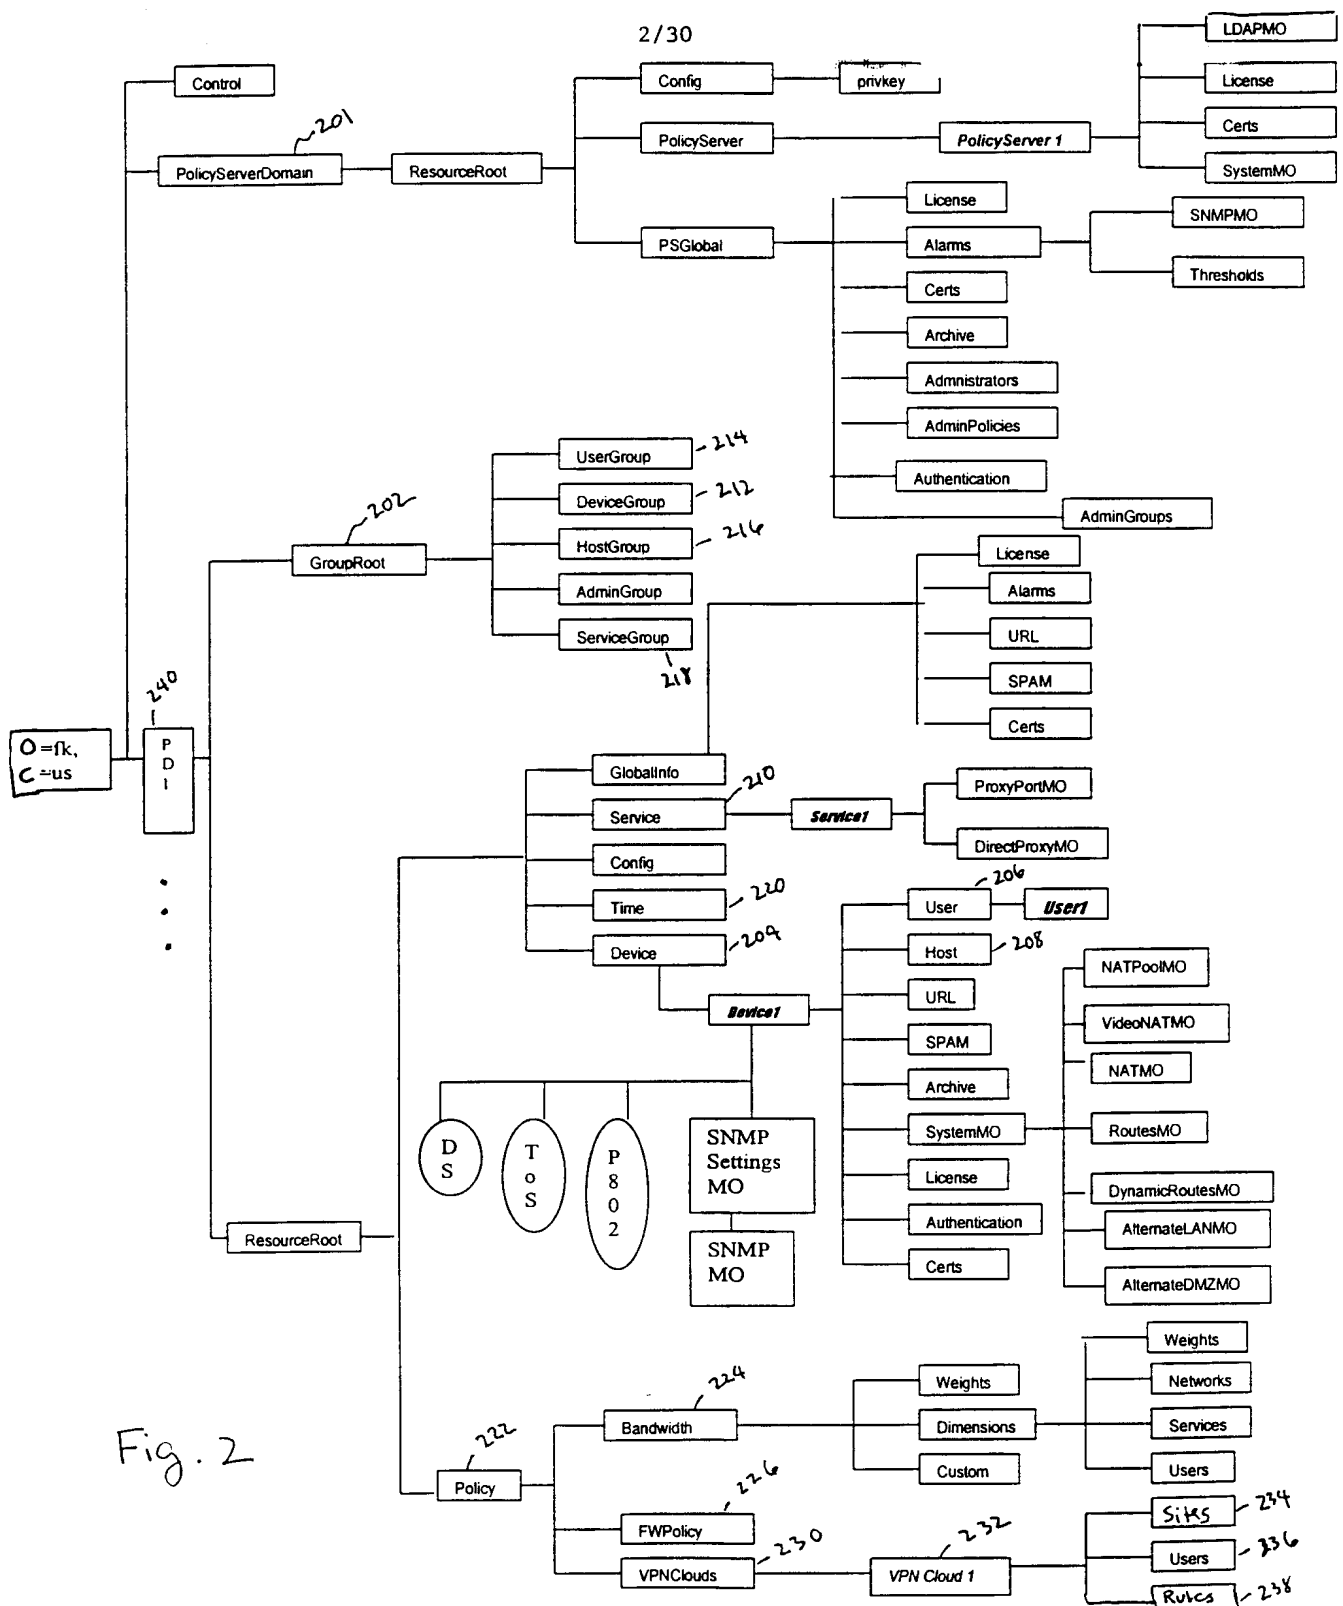 2/30
Control
201
PolicyServerDomain
ResourceRoot
Config
privkey
PolicyServer
PolicyServer 1
LDAPMO
License
Certs
SystemMO
PSGlobal
License
Alarms
SNMPMO
Thresholds
Certs
Archive
Admnistrators
AdminPolicies
Authentication
AdminGroups
202
GroupRoot
UserGroup
214
DeviceGroup
212
HostGroup
216
AdminGroup
ServiceGroup
218
240
O=fk,
C=us
P
D
I
License
Alarms
URL
SPAM
Certs
GlobalInfo
210
Service
Service1
ProxyPortMO
DirectProxyMO
Config
Time
220
Device
204
Device1
206
User
User1
Host
208
URL
SPAM
Archive
SystemMO
License
Authentication
Certs
NATPoolMO
VideoNATMO
NATMO
RoutesMO
DynamicRoutesMO
AlternateLANMO
AlternateDMZMO
D
S
T
o
S
P
8
0
2
SNMP
Settings
MO
SNMP
MO
ResourceRoot
222
Policy
224
Bandwidth
Weights
Dimensions
Custom
Weights
Networks
Services
Users
226
FWPolicy
230
VPNClouds
232
VPN Cloud 1
Sites
234
Users
236
Rules
238
Fig. 2